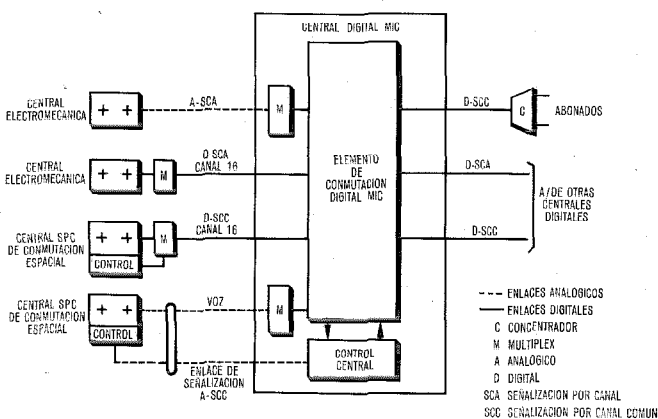 CENTRAL DIGITAL MIC
CENTRAL
ELECTROMECANICA
+ +
A-SCA
M
D-SCC
C
ABONADOS
CENTRAL
ELECTROMECANICA
+ +
M
D SCA
CANAL 16
ELEMENTO
DE
CONMUTACION
DIGITAL MIC
D-SCA
A/DE OTRAS
CENTRALES
DIGITALES
CENTRAL SPC
DE CONMUTACION
ESPACIAL
+ +
CONTROL
M
D-SCC
CANAL 16
D-SCC
CENTRAL SPC
DE CONMUTACION
ESPACIAL
+ +
CONTROL
VOZ
M
ENLACE DE
SEÑALIZACION
A-SCC
CONTROL
CENTRAL
--- ENLACES ANALOGICOS
— ENLACES DIGITALES
C CONCENTRADOR
M MULTIPLEX
A ANALOGICO
D DIGITAL
SCA SEÑALIZACION POR CANAL
SCC SEÑALIZACION POR CANAL COMUN